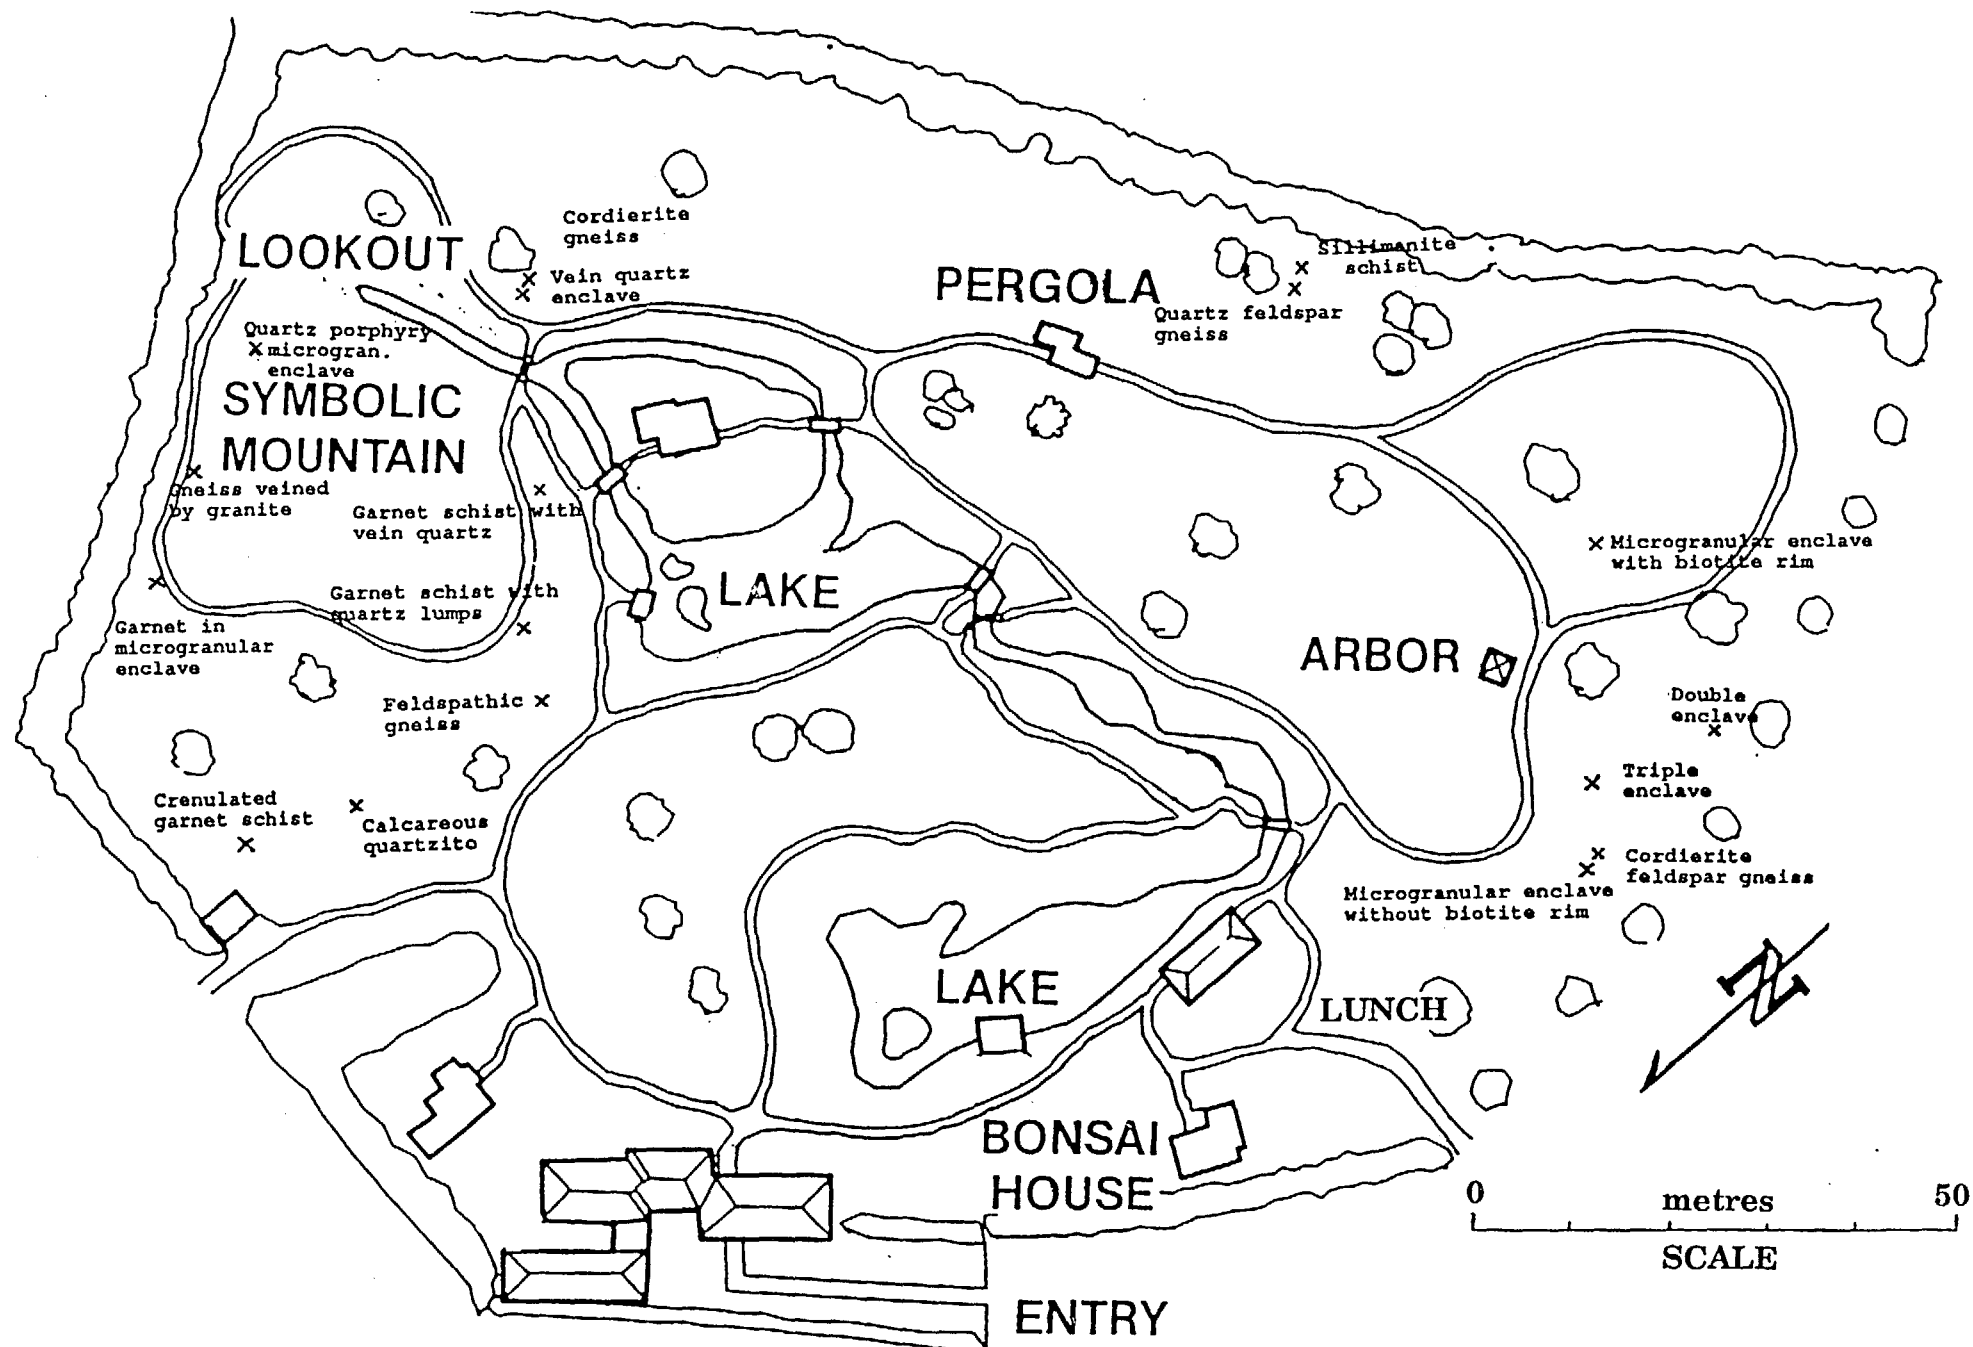 Cordierite
gneiss
LOOKOUT
Vein quartz
enclave
PERGOLA
Sillimanite
schist
Quartz feldspar
gneiss
Quartz porphyry
microgran.
enclave
SYMBOLIC
MOUNTAIN
Gneiss veined
by granite
Garnet schist with
vein quartz
Microgranular enclave
with biotite rim
Garnet schist with
quartz lumps
LAKE
Garnet in
microgranular
enclave
ARBOR
Feldspathic
gneiss
Double
enclave
Triple
enclave
Crenulated
garnet schist
Calcareous
quartzito
Cordierite
feldspar gneiss
Microgranular enclave
without biotite rim
N
LAKE
LUNCH
BONSAI
HOUSE
0 metres 50
SCALE
ENTRY